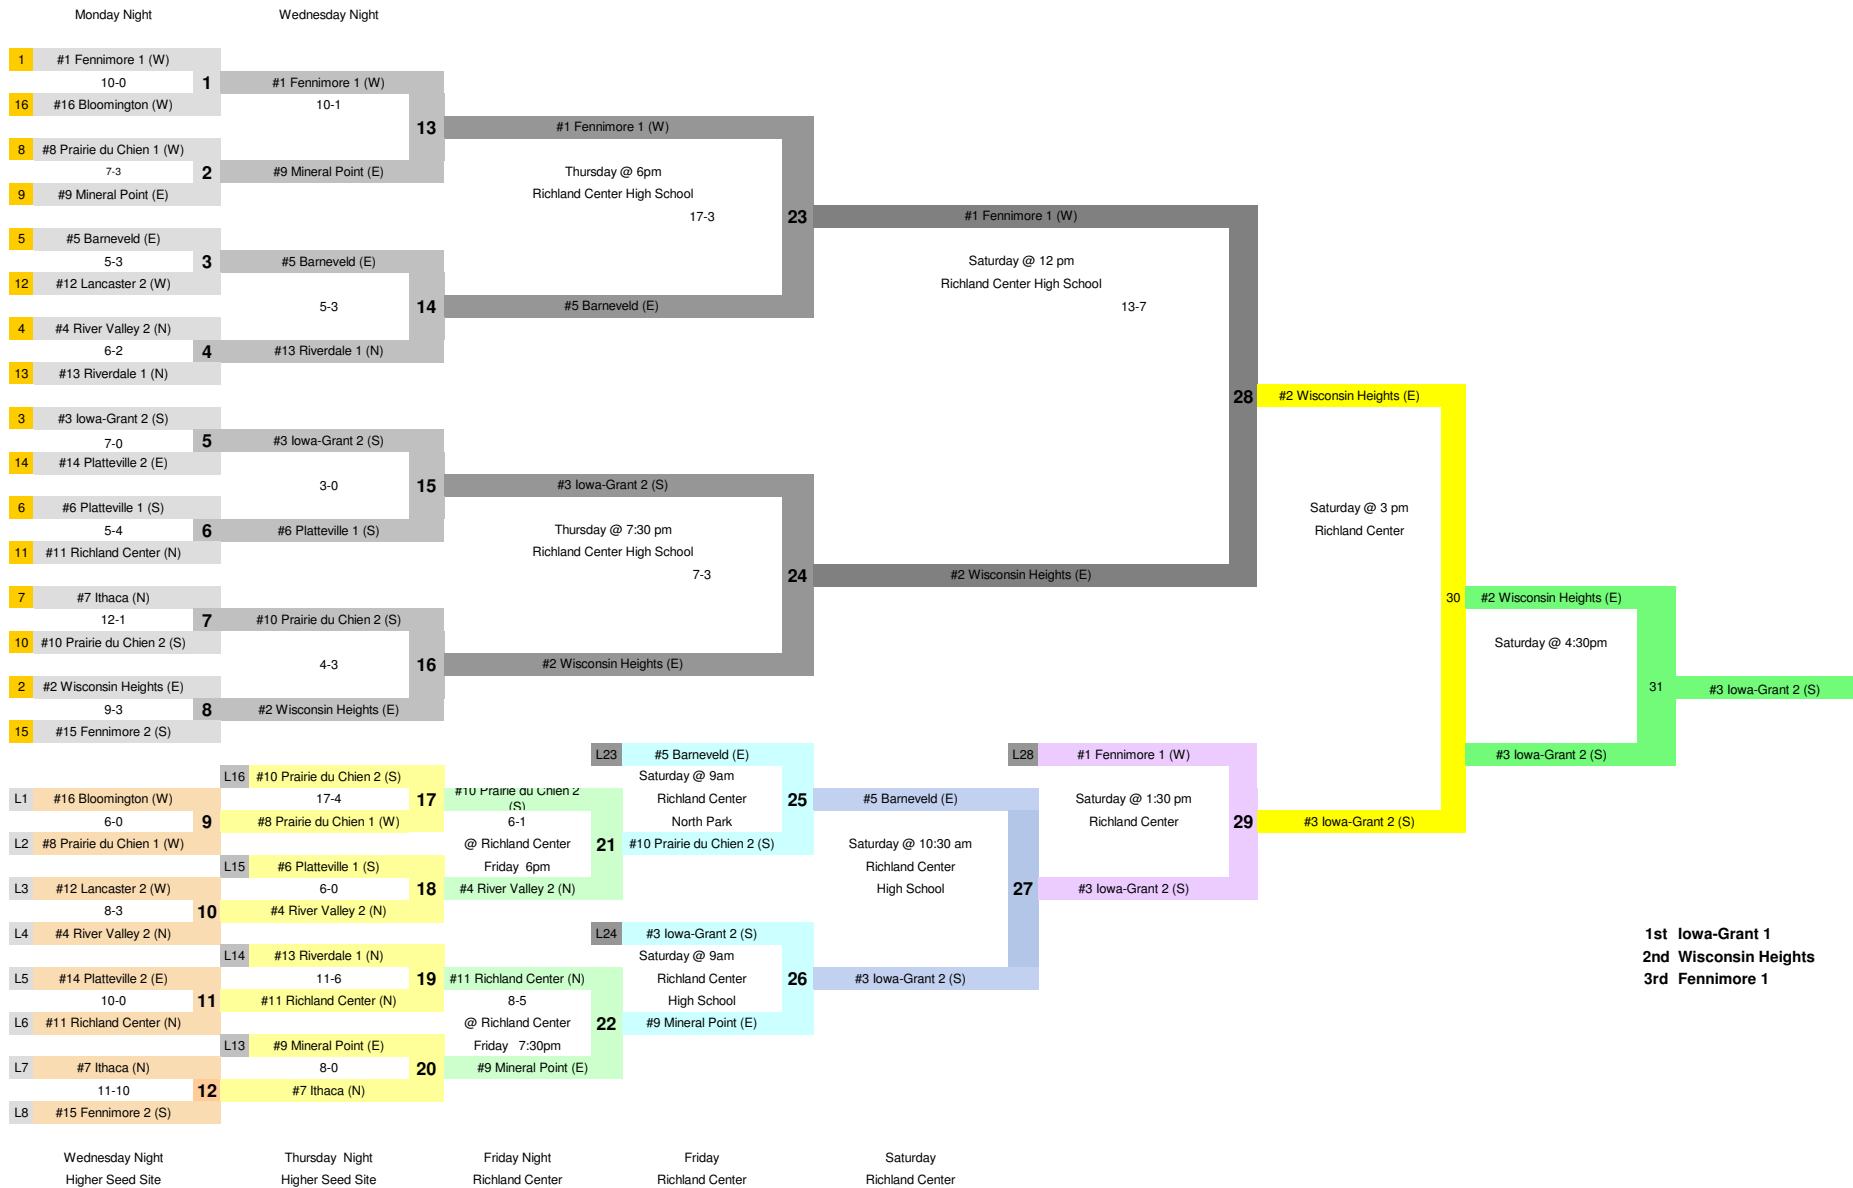 Monday Night
Wednesday Night
1 #1 Fennimore 1 (W)
10-0 1 #1 Fennimore 1 (W)
16 #16 Bloomington (W) 10-1
13 #1 Fennimore 1 (W)
8 #8 Prairie du Chien 1 (W)
7-3 2 #9 Mineral Point (E) Thursday @ 6pm
9 #9 Mineral Point (E) Richland Center High School
17-3 23 #1 Fennimore 1 (W)
5 #5 Barneveld (E)
5-3 3 #5 Barneveld (E) Saturday @ 12 pm
12 #12 Lancaster 2 (W) Richland Center High School
5-3 14 #5 Barneveld (E) 13-7
4 #4 River Valley 2 (N)
6-2 4 #13 Riverdale 1 (N)
13 #13 Riverdale 1 (N)
28 #2 Wisconsin Heights (E)
3 #3 Iowa-Grant 2 (S)
7-0 5 #3 Iowa-Grant 2 (S)
14 #14 Platteville 2 (E)
3-0 15 #3 Iowa-Grant 2 (S)
6 #6 Platteville 1 (S) Saturday @ 3 pm
5-4 6 #6 Platteville 1 (S) Thursday @ 7:30 pm Richland Center
11 #11 Richland Center (N) Richland Center High School
7-3 24 #2 Wisconsin Heights (E)
7 #7 Ithaca (N) 30 #2 Wisconsin Heights (E)
12-1 7 #10 Prairie du Chien 2 (S)
10 #10 Prairie du Chien 2 (S) Saturday @ 4:30pm
4-3 16 #2 Wisconsin Heights (E)
2 #2 Wisconsin Heights (E) 31 #3 Iowa-Grant 2 (S)
9-3 8 #2 Wisconsin Heights (E)
15 #15 Fennimore 2 (S)
L23 #5 Barneveld (E) L28 #1 Fennimore 1 (W) #3 Iowa-Grant 2 (S)
L16 #10 Prairie du Chien 2 (S) Saturday @ 9am
L1 #16 Bloomington (W) 17-4 17 #10 Prairie du Chien 2
(S) Richland Center 25 #5 Barneveld (E) Saturday @ 1:30 pm
6-0 9 #8 Prairie du Chien 1 (W) 6-1 North Park Richland Center 29 #3 Iowa-Grant 2 (S)
L2 #8 Prairie du Chien 1 (W) @ Richland Center 21 #10 Prairie du Chien 2 (S) Saturday @ 10:30 am
L15 #6 Platteville 1 (S) Friday 6pm Richland Center
L3 #12 Lancaster 2 (W) 6-0 18 #4 River Valley 2 (N) High School 27 #3 Iowa-Grant 2 (S)
8-3 10 #4 River Valley 2 (N)
L4 #4 River Valley 2 (N) L24 #3 Iowa-Grant 2 (S) 1st Iowa-Grant 1
L14 #13 Riverdale 1 (N) Saturday @ 9am 2nd Wisconsin Heights
L5 #14 Platteville 2 (E) 11-6 19 #11 Richland Center (N) Richland Center 26 #3 Iowa-Grant 2 (S) 3rd Fennimore 1
10-0 11 #11 Richland Center (N) 8-5 High School
L6 #11 Richland Center (N) @ Richland Center 22 #9 Mineral Point (E)
L13 #9 Mineral Point (E) Friday 7:30pm
L7 #7 Ithaca (N) 8-0 20 #9 Mineral Point (E)
11-10 12 #7 Ithaca (N)
L8 #15 Fennimore 2 (S)
Wednesday Night Thursday Night Friday Night Friday Saturday
Higher Seed Site Higher Seed Site Richland Center Richland Center Richland Center